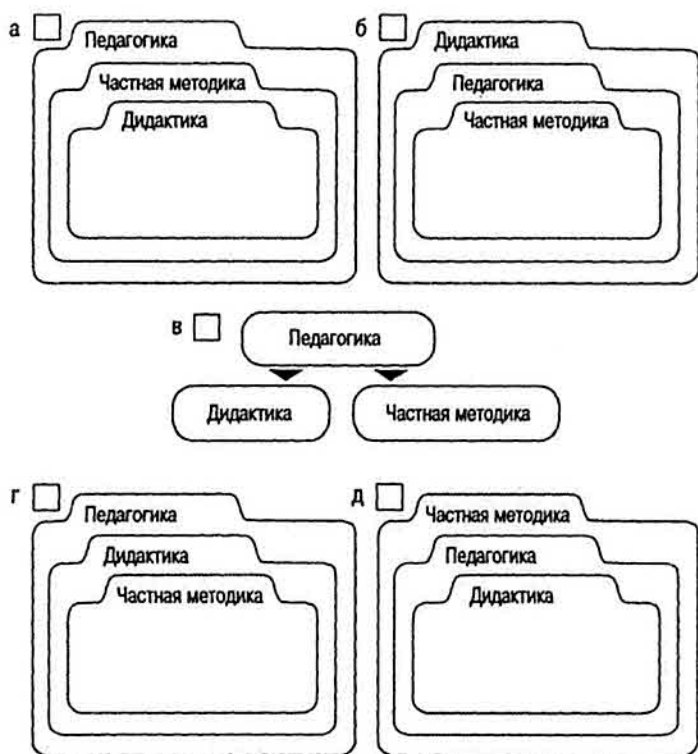 а
Педагогика
Частная методика
Дидактика
б
Дидактика
Педагогика
Частная методика
в
Педагогика
Дидактика
Частная методика
г
Педагогика
Дидактика
Частная методика
д
Частная методика
Педагогика
Дидактика